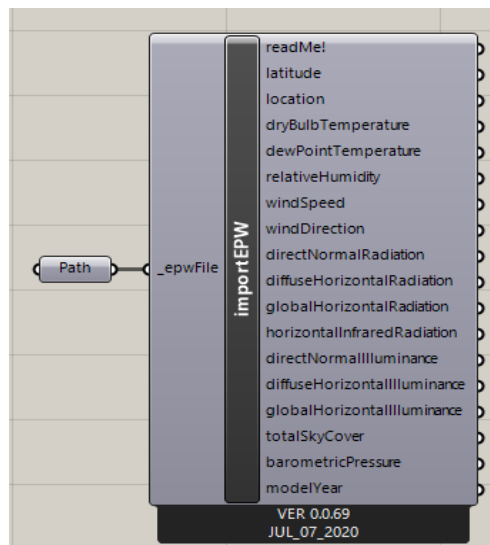 readMe!
latitude
location
dryBulbTemperature
dewPointTemperature
relativeHumidity
windSpeed
windDirection
directNormalRadiation
Path
_epwFile
importEPW
diffuseHorizontalRadiation
globalHorizontalRadiation
horizontalInfraredRadiation
directNormalIlluminance
diffuseHorizontalIlluminance
globalHorizontalIlluminance
totalSkyCover
barometricPressure
modelYear
VER 0.0.69
JUL_07_2020